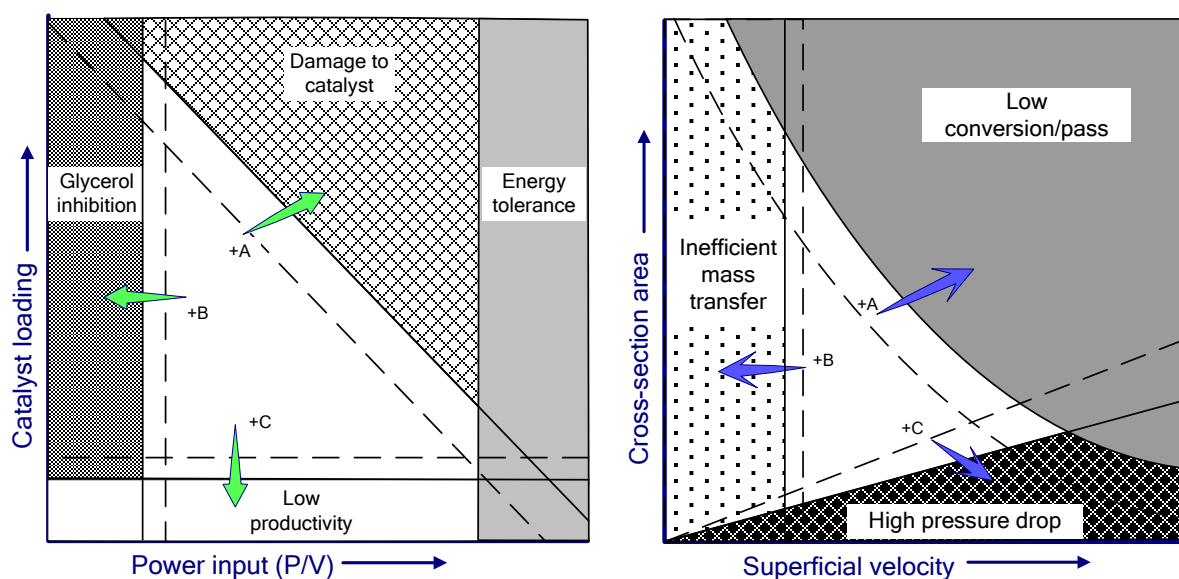 Damage to
catalyst
Glycerol
inhibition
Energy
tolerance
+A
+B
+C
Low
productivity
Catalyst loading
Power input (P/V)
Low
conversion/pass
Inefficient
mass
transfer
+A
+B
+C
High pressure drop
Cross-section area
Superficial velocity